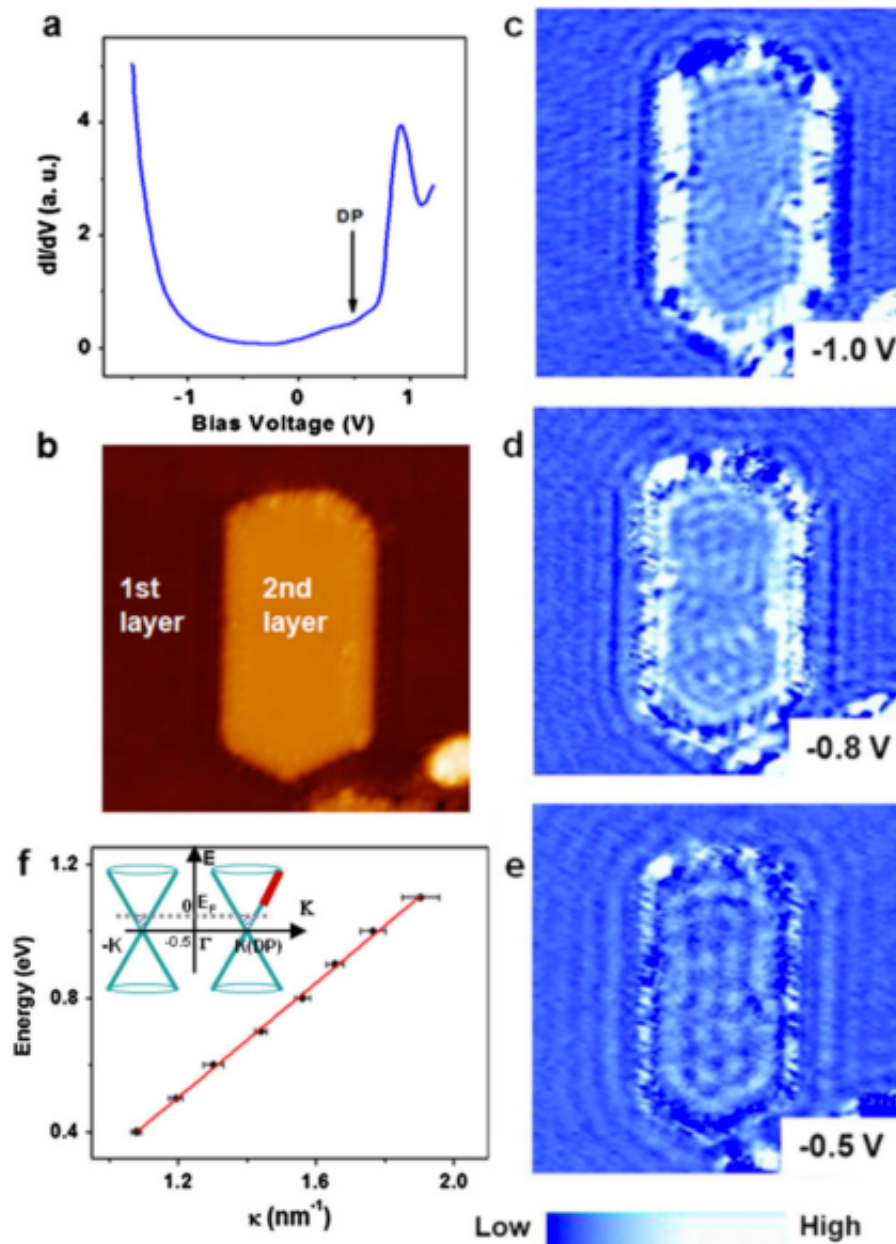 a
dI/dV (a. u.)
4
2
0
DP
-1
0
1
Bias Voltage (V)
b
1st
layer
2nd
layer
c
-1.0 V
d
-0.8 V
e
-0.5 V
f
Energy (eV)
1.2
0.8
0.4
E
0
E_F
K
-K
-0.5
Γ
K(DP)
1.2
1.6
2.0
κ (nm⁻¹)
Low
High